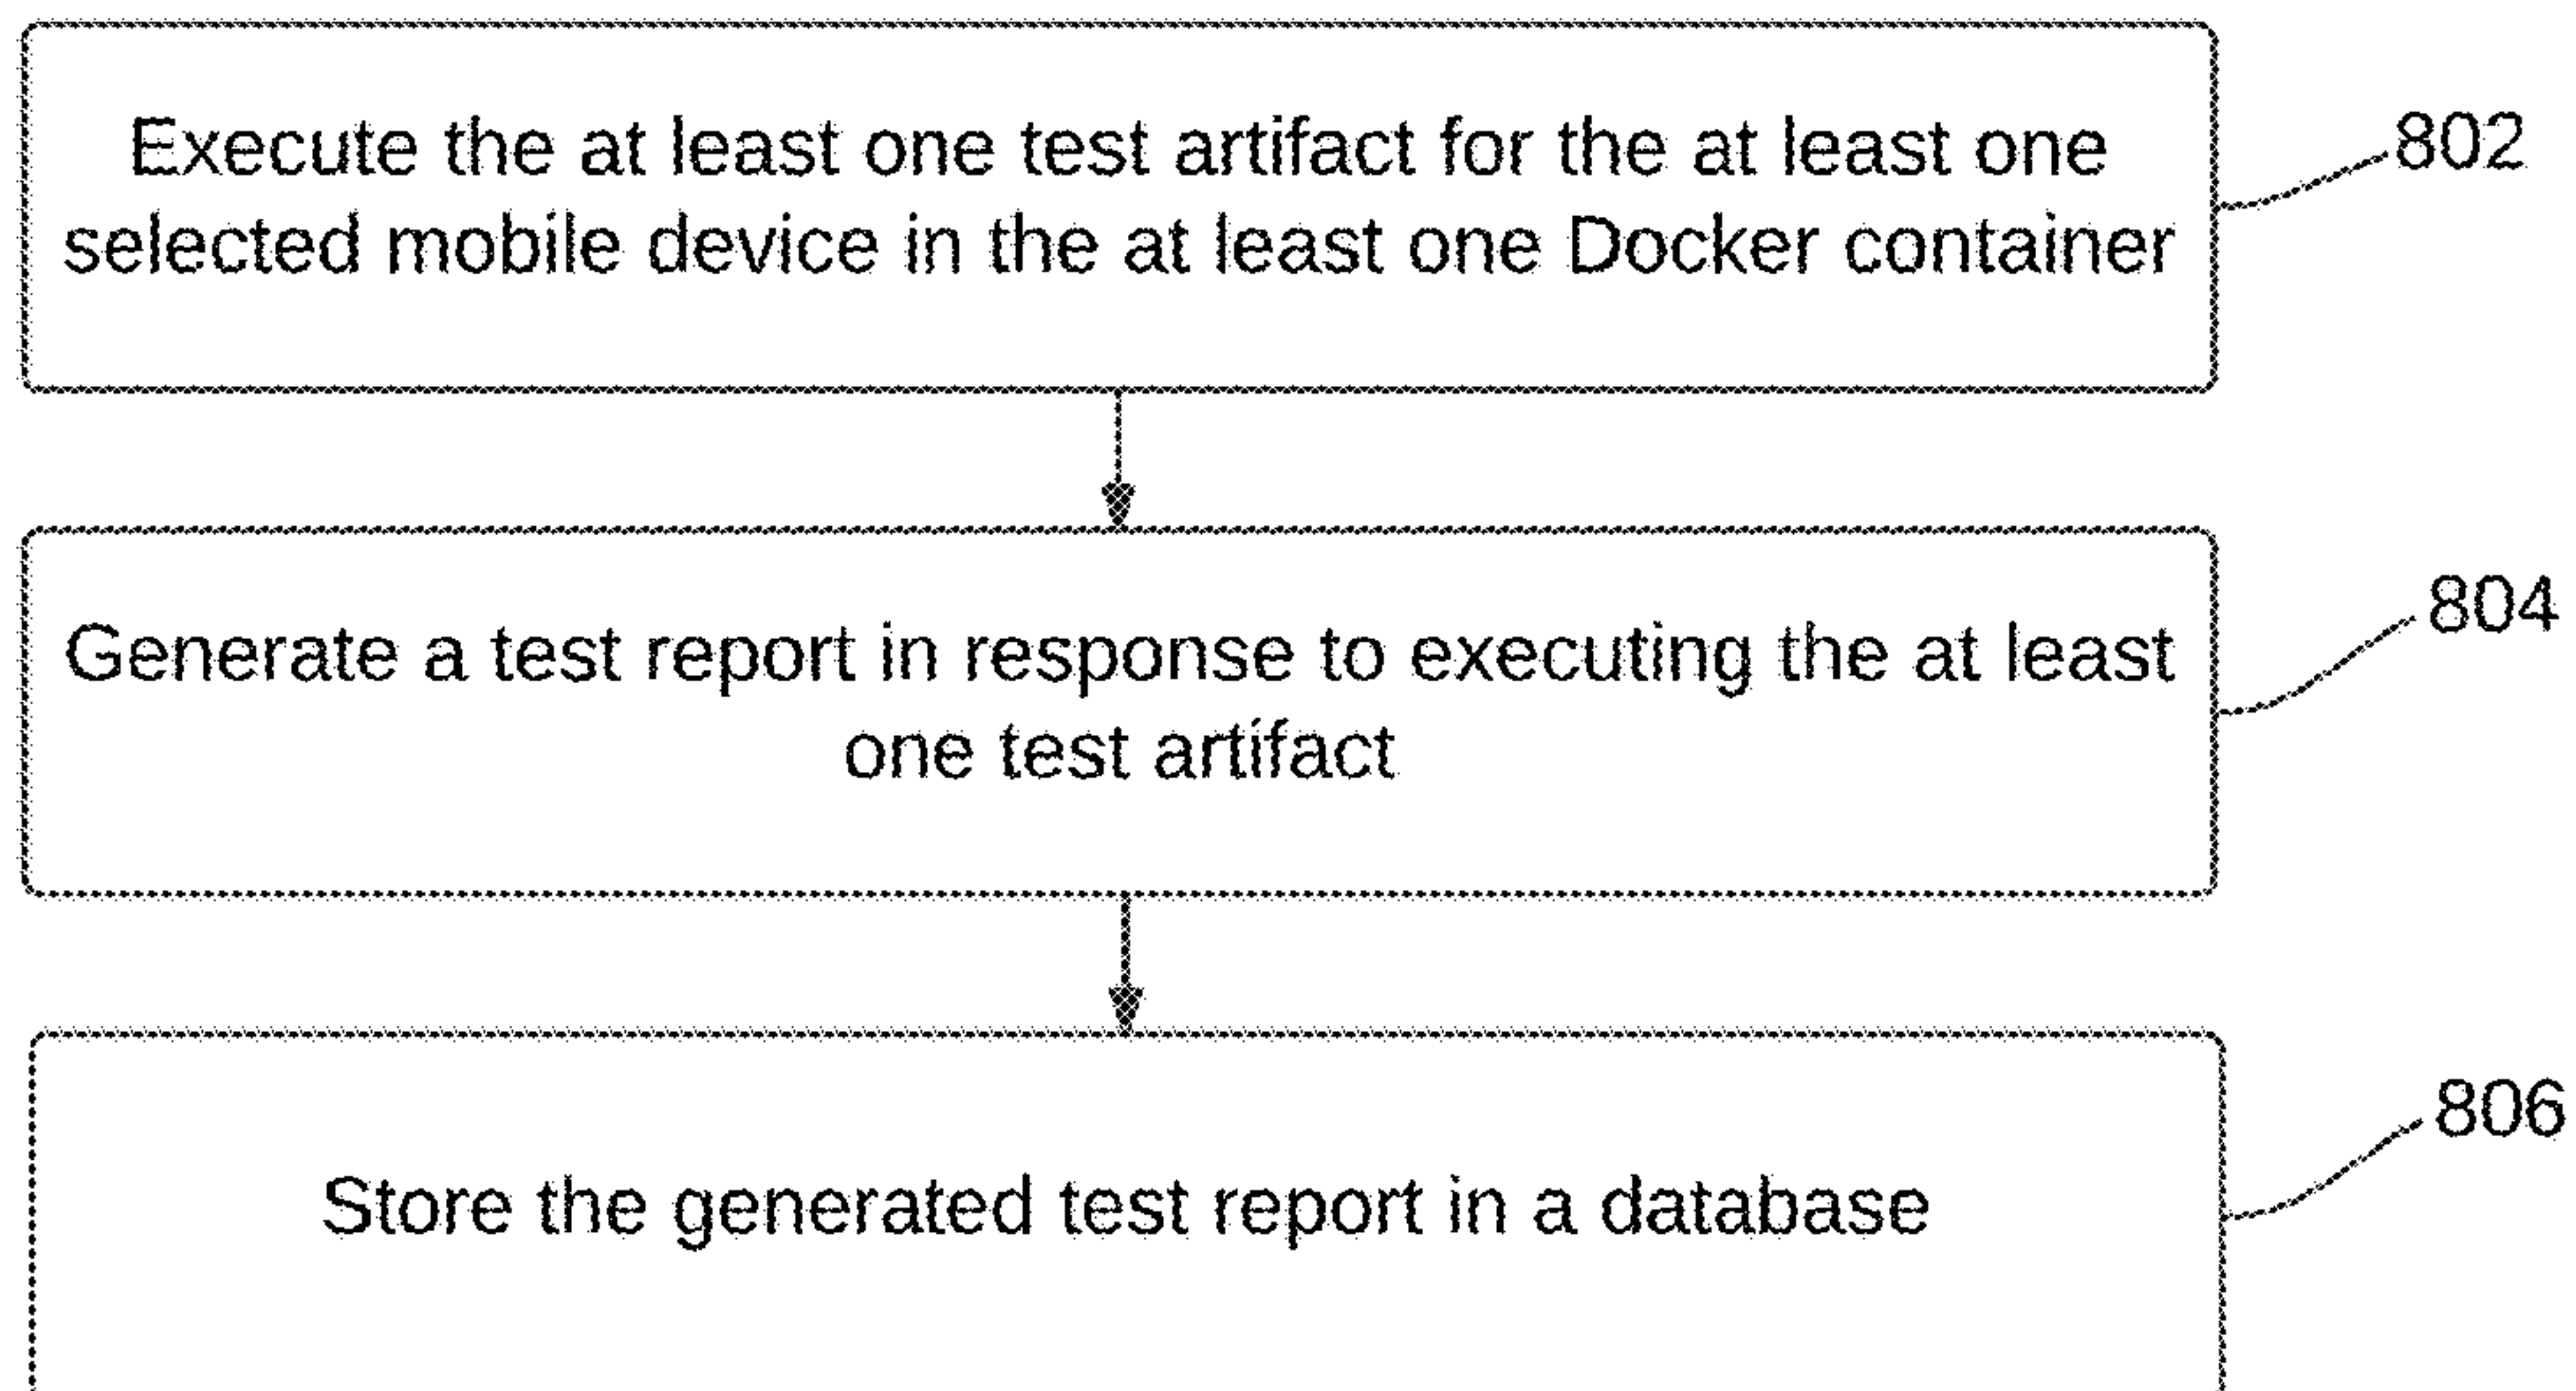 Execute the at least one test artifact for the at least one
selected mobile device in the at least one Docker container
802
Generate a test report in response to executing the at least
one test artifact
804
Store the generated test report in a database
806